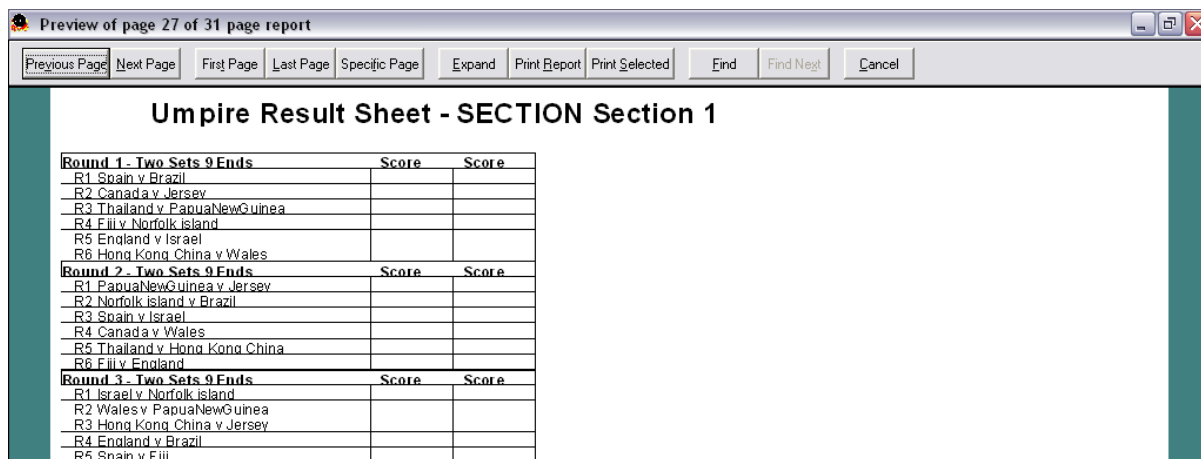 Preview of page 27 of 31 page report
Previous Page Next Page First Page Last Page Specific Page Expand Print Report Print Selected Find Find Next Cancel
Umpire Result Sheet - SECTION Section 1
Round 1 - Two Sets 9 Ends Score Score
R1 Spain v Brazil
R2 Canada v Jersey
R3 Thailand v PapuaNewGuinea
R4 Fiji v Norfolk island
R5 England v Israel
R6 Hong Kong China v Wales
Round 2 - Two Sets 9 Ends Score Score
R1 PapuaNewGuinea v Jersey
R2 Norfolk island v Brazil
R3 Spain v Israel
R4 Canada v Wales
R5 Thailand v Hong Kong China
R6 Fiji v England
Round 3 - Two Sets 9 Ends Score Score
R1 Israel v Norfolk island
R2 Wales v PapuaNewGuinea
R3 Hong Kong China v Jersey
R4 England v Brazil
R5 Spain v Fiji